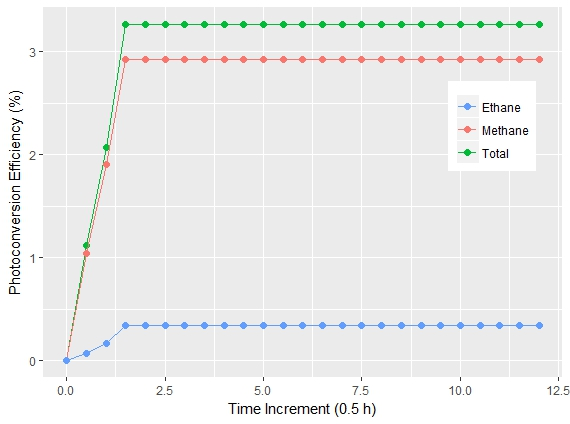 Photoconversion Efficiency (%)
3
2
1
0
Ethane
Methane
Total
0.0 2.5 5.0 7.5 10.0 12.5
Time Increment (0.5 h)